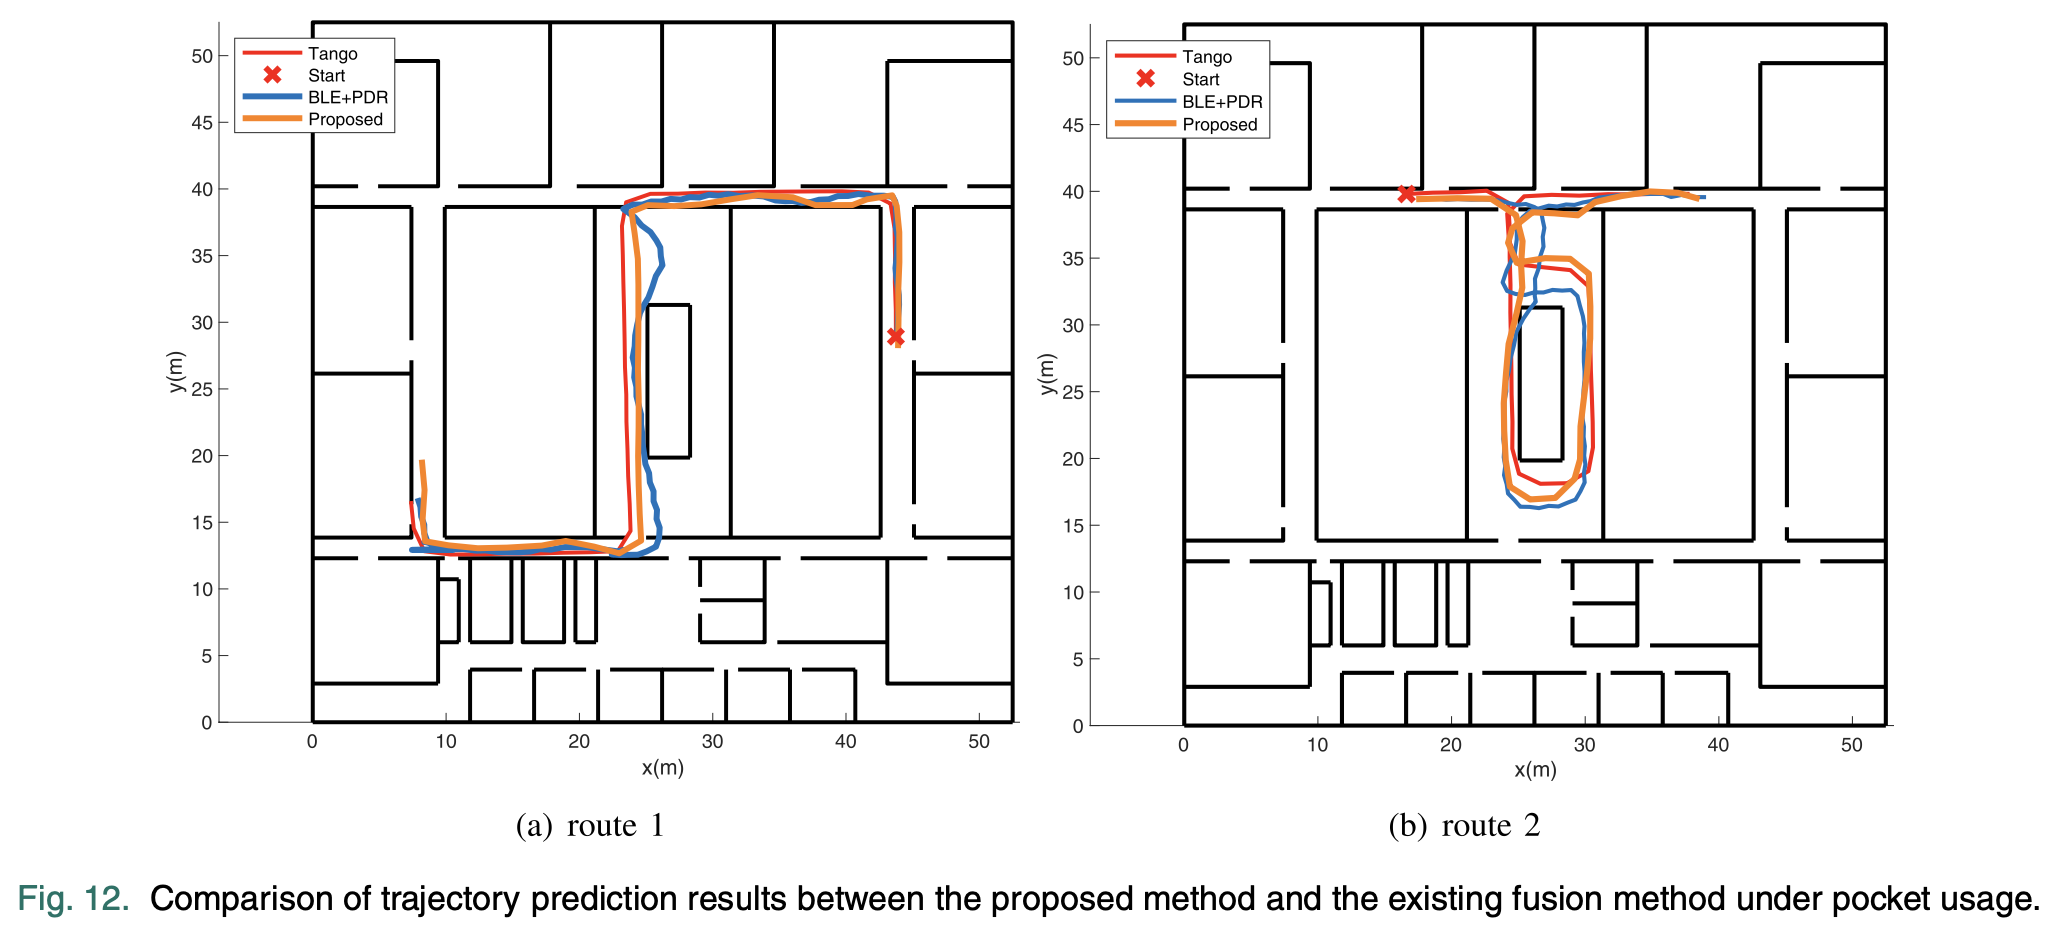 Tango
Start
BLE+PDR
Proposed
50
45
40
35
30
25
20
15
10
5
0
y(m)
0 10 20 30 40 50
x(m)
(a) route 1
Tango
Start
BLE+PDR
Proposed
50
45
40
35
30
25
20
15
10
5
0
y(m)
0 10 20 30 40 50
x(m)
(b) route 2
Fig. 12. Comparison of trajectory prediction results between the proposed method and the existing fusion method under pocket usage.